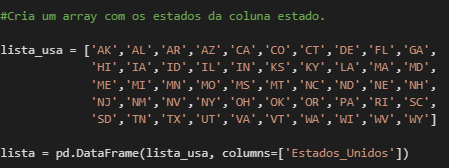 #Cria um array com os estados da coluna estado.
lista_usa = ['AK','AL','AR','AZ','CA','CO','CT','DE','FL','GA',
'HI','IA','ID','IL','IN','KS','KY','LA','MA','MD',
'ME','MI','MN','MO','MS','MT','NC','ND','NE','NH',
'NJ','NM','NV','NY','OH','OK','OR','PA','RI','SC',
'SD','TN','TX','UT','VA','VT','WA','WI','WV','WY']
lista = pd.DataFrame(lista_usa, columns=['Estados_Unidos'])